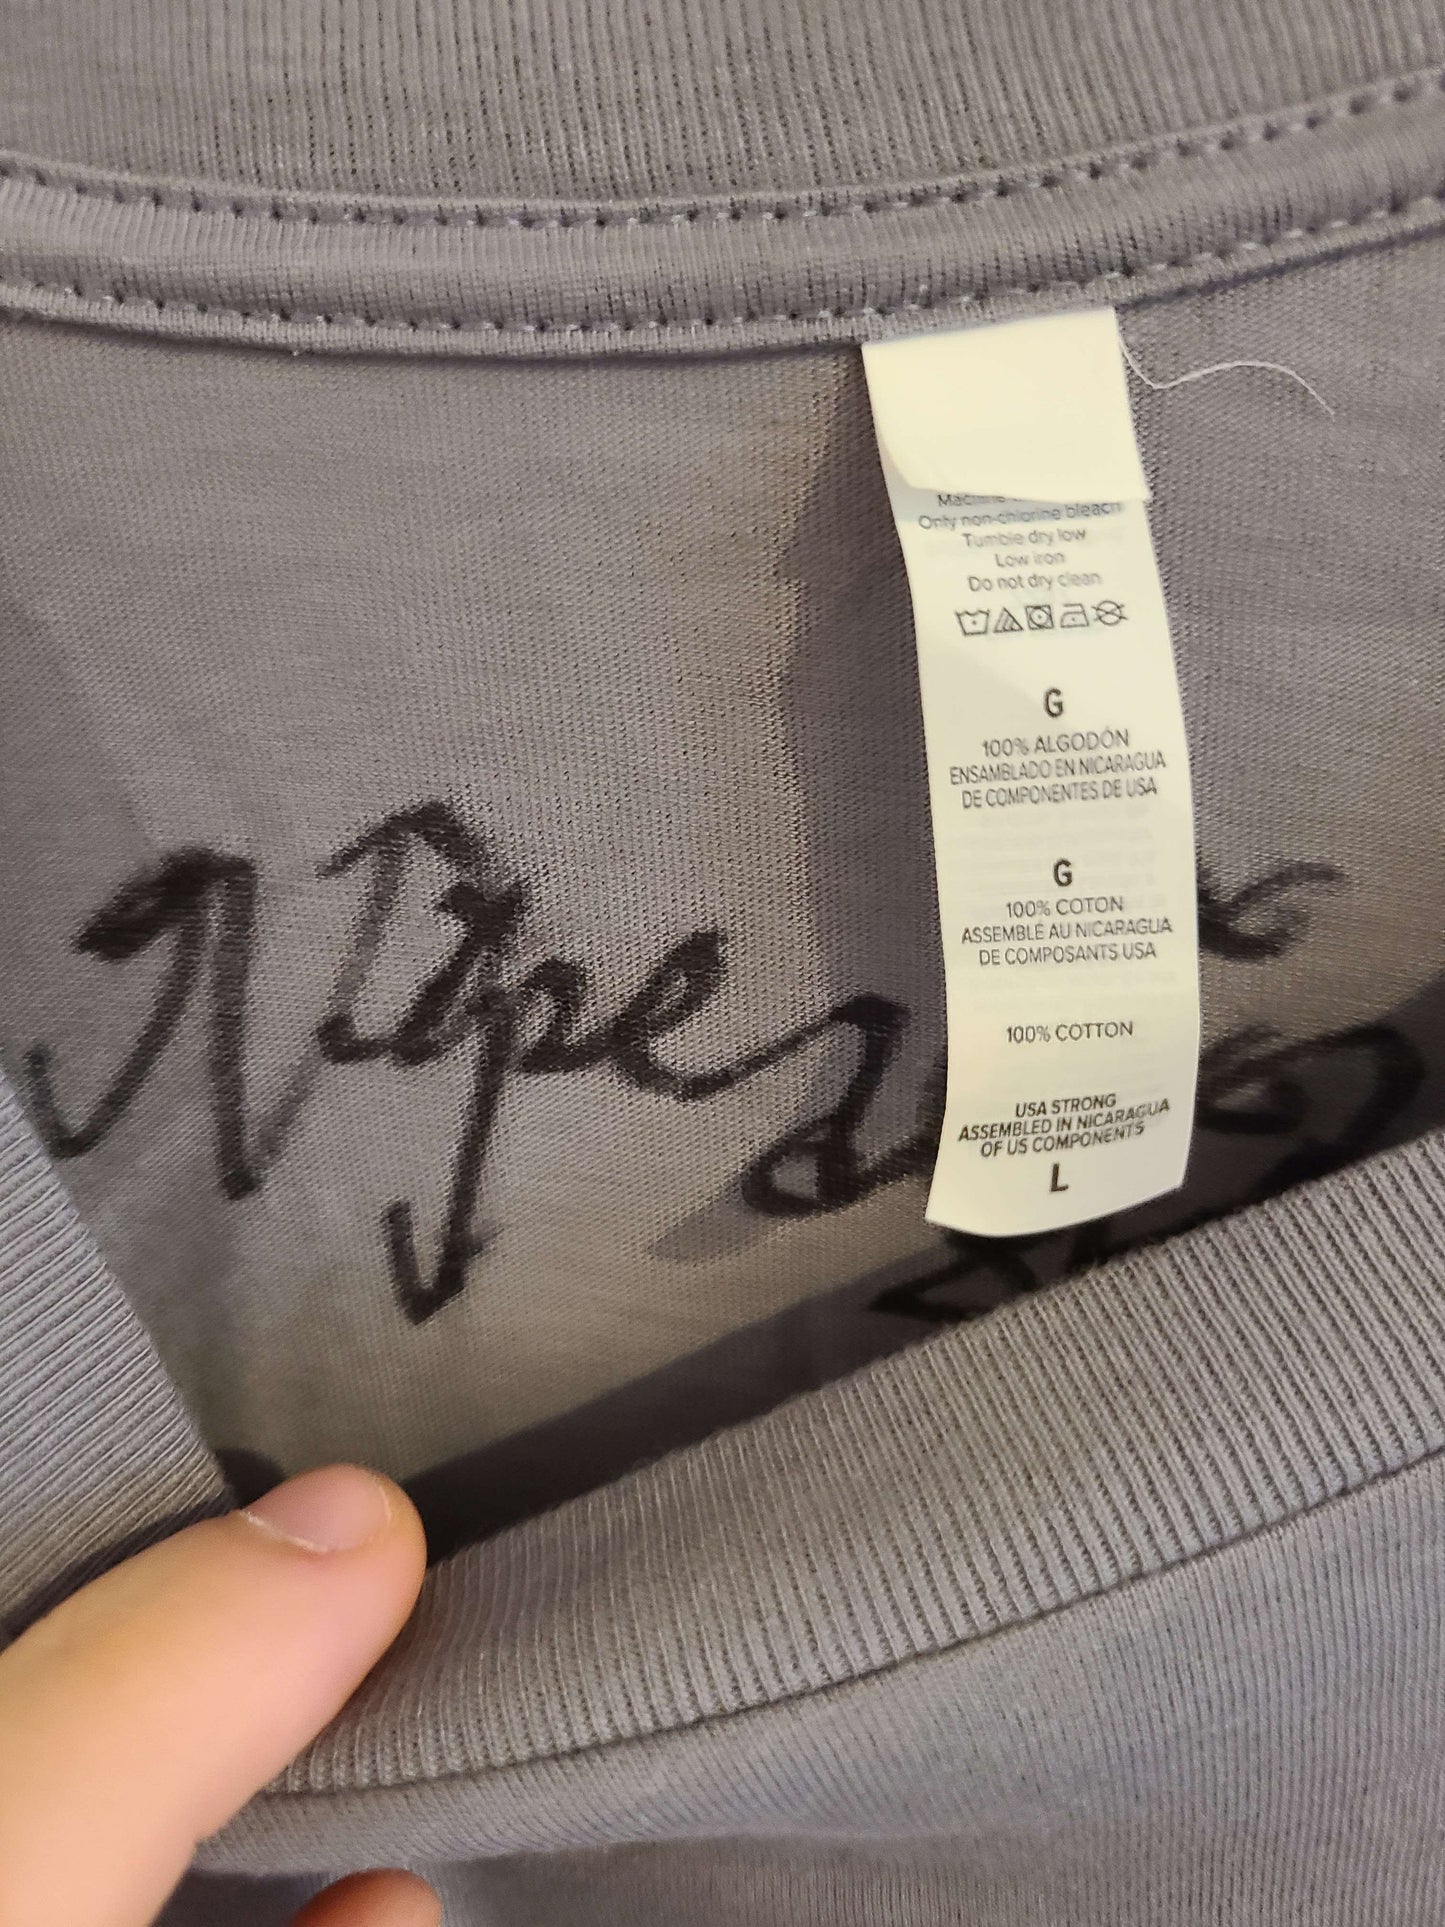 Only non-chlorine bleach
Tumble dry low
Low iron
Do not dry clean
G
100% ALGODÓN
ENSAMBLADO EN NICARAGUA
DE COMPONENTES DE USA
G
100% COTON
ASSEMBLÉ AU NICARAGUA
DE COMPOSANTS USA
100% COTTON
USA STRONG
ASSEMBLED IN NICARAGUA
OF US COMPONENTS
L